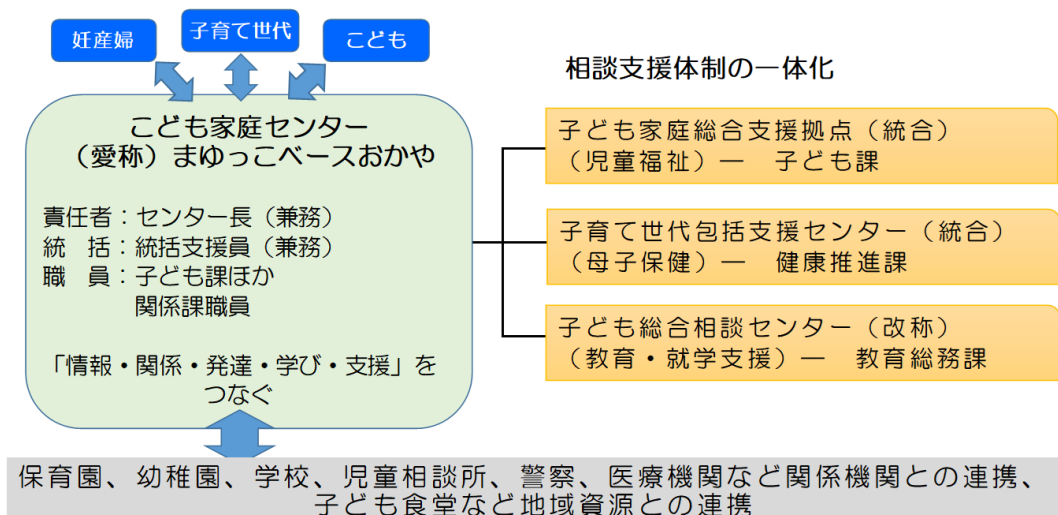 妊産婦
子育て世代
こども
こども家庭センター
（愛称）まゆっこベースおかや
責任者：センター長（兼務）
統　括：統括支援員（兼務）
職　員：子ども課ほか
関係課職員
「情報・関係・発達・学び・支援」を
つなぐ
相談支援体制の一体化
子ども家庭総合支援拠点（統合）
（児童福祉）―　子ども課
子育て世代包括支援センター（統合）
（母子保健）―　健康推進課
子ども総合相談センター（改称）
（教育・就学支援）―　教育総務課
保育園、幼稚園、学校、児童相談所、警察、医療機関など関係機関との連携、
子ども食堂など地域資源との連携